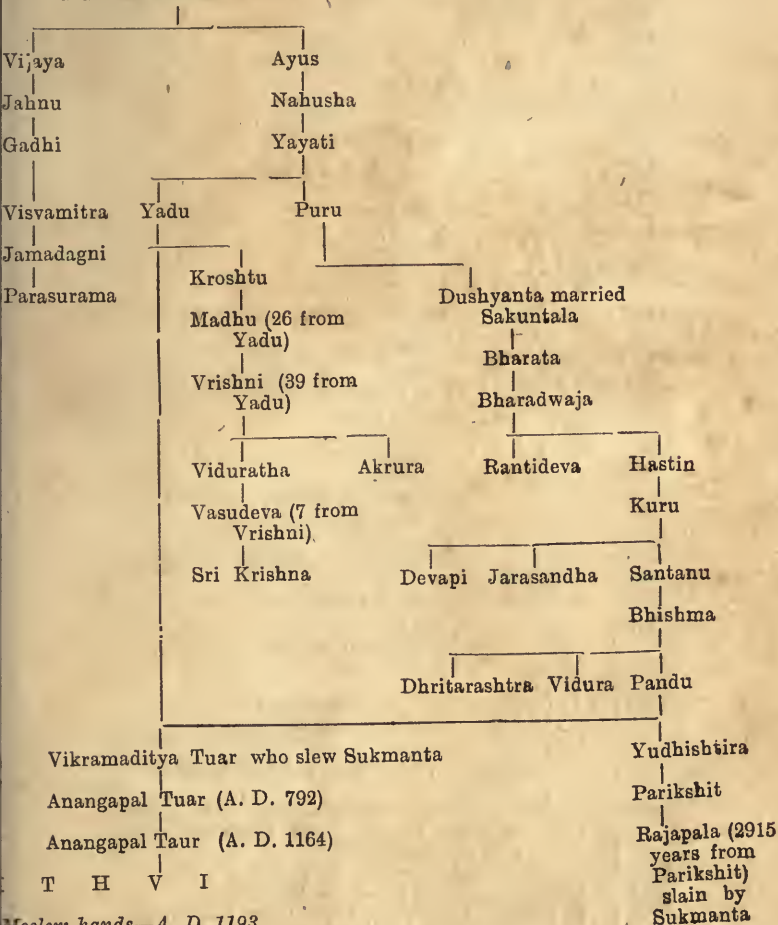 Vijaya Ayus
Jahnu Nahusha
Gadhi Yayati
Visvamitra Yadu Puru
Jamadagni
Kroshtu
Parasurama
Dushyanta married
Sakuntala
Madhu (26 from
Yadu)
Bharata
Vrishni (39 from
Yadu)
Bharadwaja
Viduratha Akrura Rantideva Hastin
Vasudeva (7 from
Vrishni)
Kuru
Sri Krishna Devapi Jarasandha Santanu
Bhishma
Dhritarashtra Vidura Pandu
Vikramaditya Tuar who slew Sukmanta Yudhishtira
Anangapal Tuar (A. D. 792) Parikshit
Anangapal Taur (A. D. 1164)
Rajapala (2915
years from
Parikshit)
slain by
Sukmanta
T H V I
hands A. D. 1193